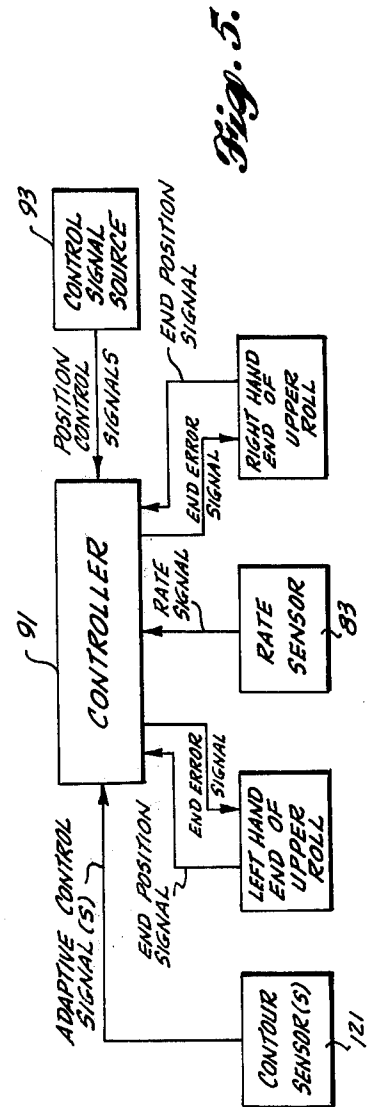 93
CONTROL
SIGNAL
SOURCE
POSITION
CONTROL
SIGNALS
91
CONTROLLER
ADAPTIVE CONTROL
SIGNAL(S)
END POSITION
SIGNAL
END ERROR
SIGNAL
RATE
SIGNAL
END ERROR
SIGNAL
END POSITION
SIGNAL
CONTOUR
SENSOR(S)
121
LEFT HAND
END OF
UPPER
ROLL
RATE
SENSOR
83
RIGHT HAND
END OF
UPPER
ROLL
Fig. 5.